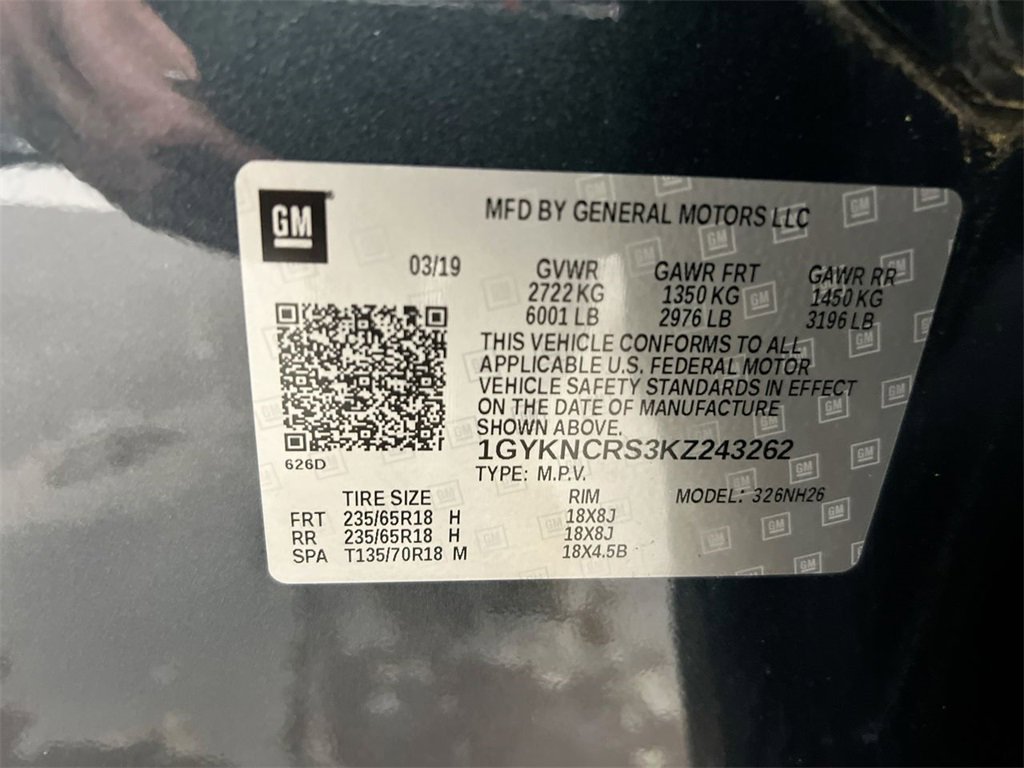 GM
MFD BY GENERAL MOTORS LLC
03/19
GVWR GAWR FRT GAWR RR
2722 KG 1350 KG 1450 KG
6001 LB 2976 LB 3196 LB
THIS VEHICLE CONFORMS TO ALL
APPLICABLE U.S. FEDERAL MOTOR
VEHICLE SAFETY STANDARDS IN EFFECT
ON THE DATE OF MANUFACTURE
SHOWN ABOVE.
1GYKNCRS3KZ243262
626D
TYPE: M.P.V.
TIRE SIZE RIM MODEL: 326NH26
FRT 235/65R18 H 18X8J
RR 235/65R18 H 18X8J
SPA T135/70R18 M 18X4.5B